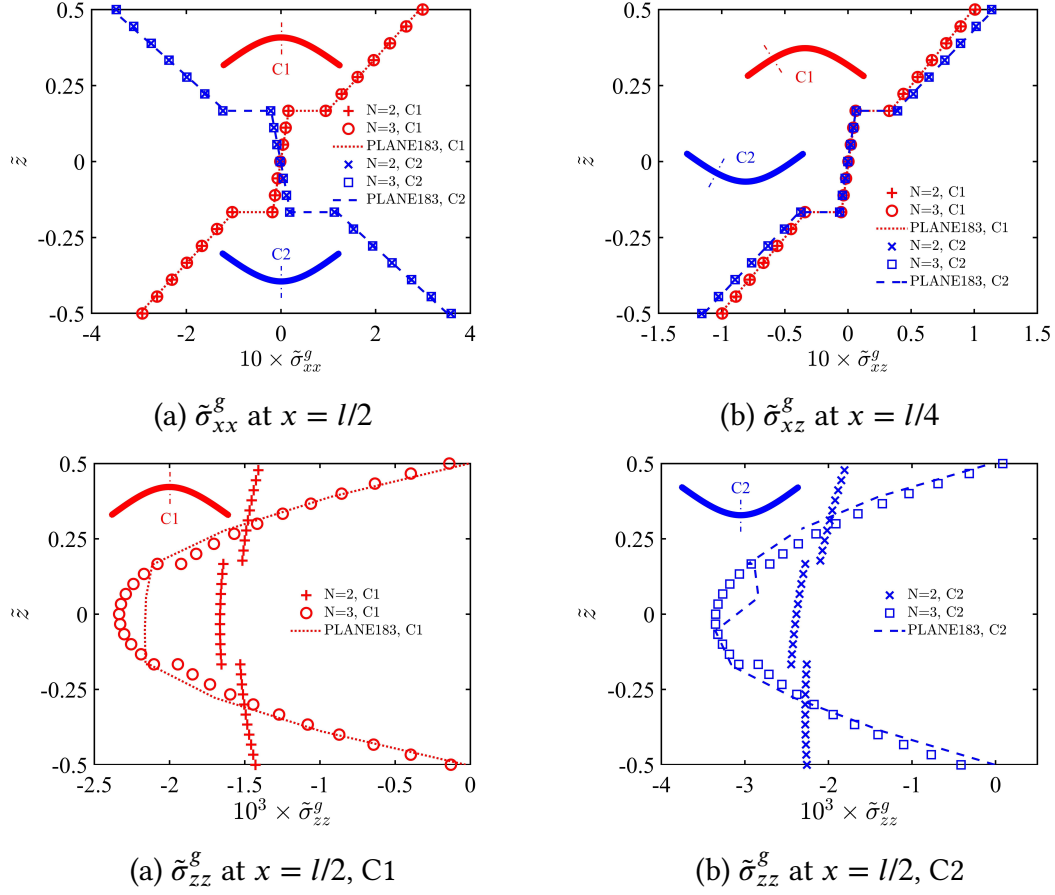 0.5
0.25
0
-0.25
-0.5
z̃
C1
N=2, C1
N=3, C1
PLANE183, C1
N=2, C2
N=3, C2
PLANE183, C2
C2
-4 -2 0 2 4
10 × σ̃ᵍₓₓ
(a) σ̃ᵍₓₓ at x = l/2
0.5
0.25
0
-0.25
-0.5
z̃
C1
C2
N=2, C1
N=3, C1
PLANE183, C1
N=2, C2
N=3, C2
PLANE183, C2
-1.5 -1 -0.5 0 0.5 1 1.5
10 × σ̃^g_xz
(b) σ̃^g_xz at x = l/4
0.5
0.25
0
-0.25
-0.5
z̃
C1
N=2, C1
N=3, C1
PLANE183, C1
-2.5 -2 -1.5 -1 -0.5 0
10³ × σ̃^g_zz
(a) σ̃^g_zz at x = l/2, C1
0.5
0.25
0
-0.25
-0.5
z̃
C2
N=2, C2
N=3, C2
PLANE183, C2
-4 -3 -2 -1 0
10³ × σ̃^g_zz
(b) σ̃^g_zz at x = l/2, C2